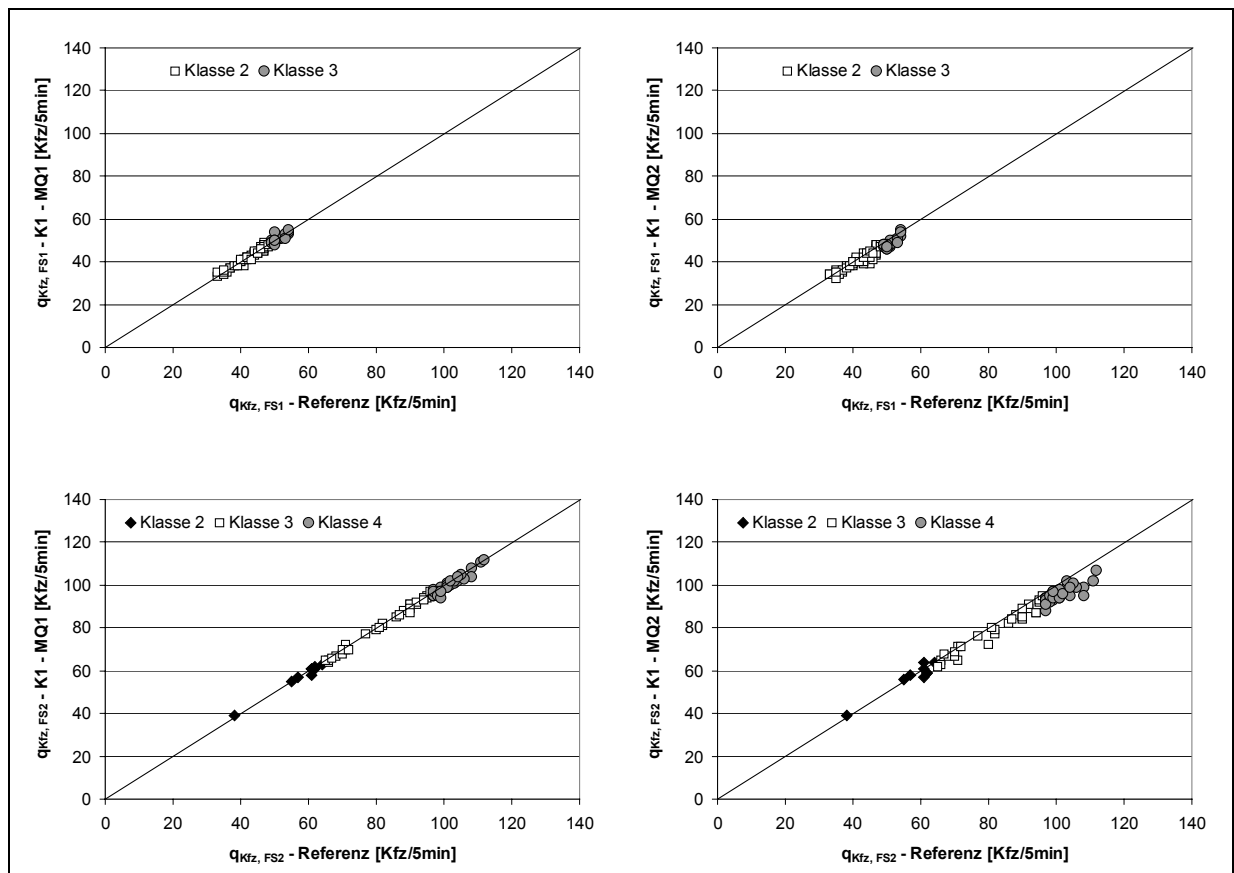 140
120
100
80
60
40
20
0
Klasse 2 Klasse 3
qKfz, FS1 - K1 - MQ1 [Kfz/5min]
0 20 40 60 80 100 120 140
qKfz, FS1 - Referenz [Kfz/5min]
140
120
100
80
60
40
20
0
Klasse 2 Klasse 3
qKfz, FS1 - K1 - MQ2 [Kfz/5min]
0 20 40 60 80 100 120 140
qKfz, FS1 - Referenz [Kfz/5min]
140
120
100
80
60
40
20
0
Klasse 2 Klasse 3 Klasse 4
qKfz, FS2 - K1 - MQ1 [Kfz/5min]
0 20 40 60 80 100 120 140
qKfz, FS2 - Referenz [Kfz/5min]
140
120
100
80
60
40
20
0
Klasse 2 Klasse 3 Klasse 4
qKfz, FS2 - K1 - MQ2 [Kfz/5min]
0 20 40 60 80 100 120 140
qKfz, FS2 - Referenz [Kfz/5min]